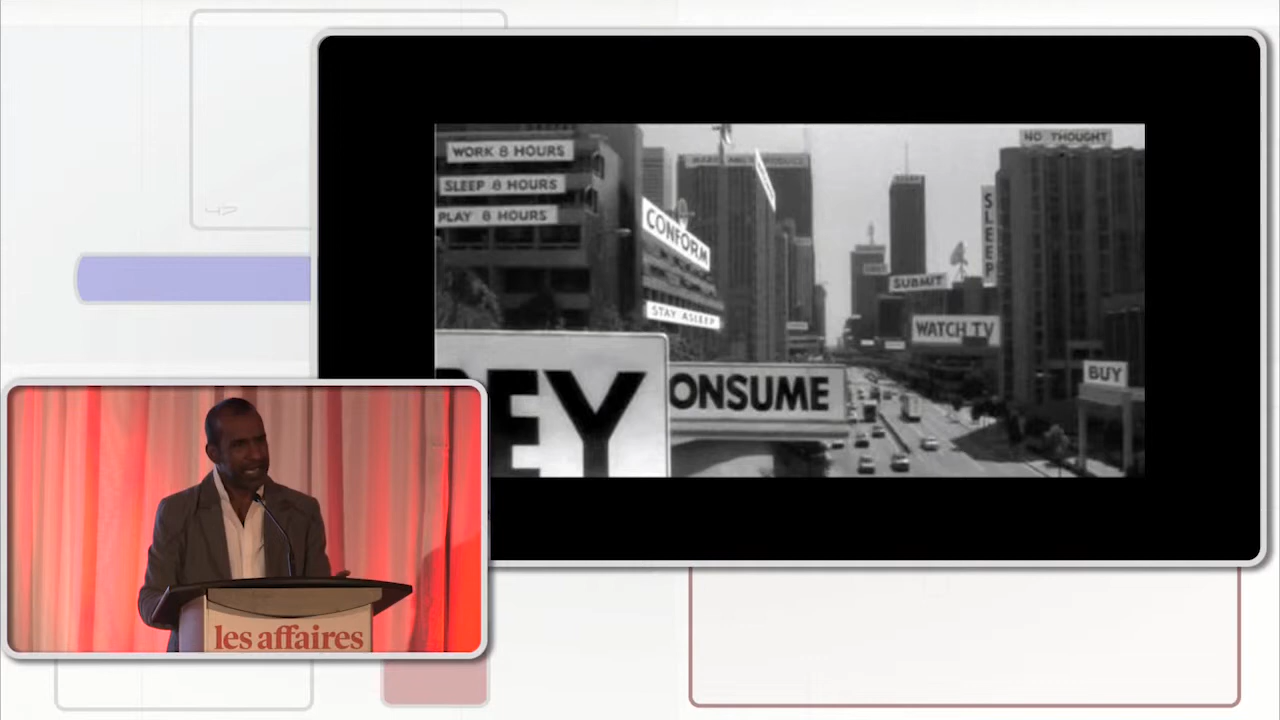 WORK 8 HOURS
SLEEP 8 HOURS
PLAY 8 HOURS
CONFORM
STAY ASLEEP
EY
ONSUME
NO THOUGHT
SLEEP
SUBMIT
WATCH TV
BUY
les affaires